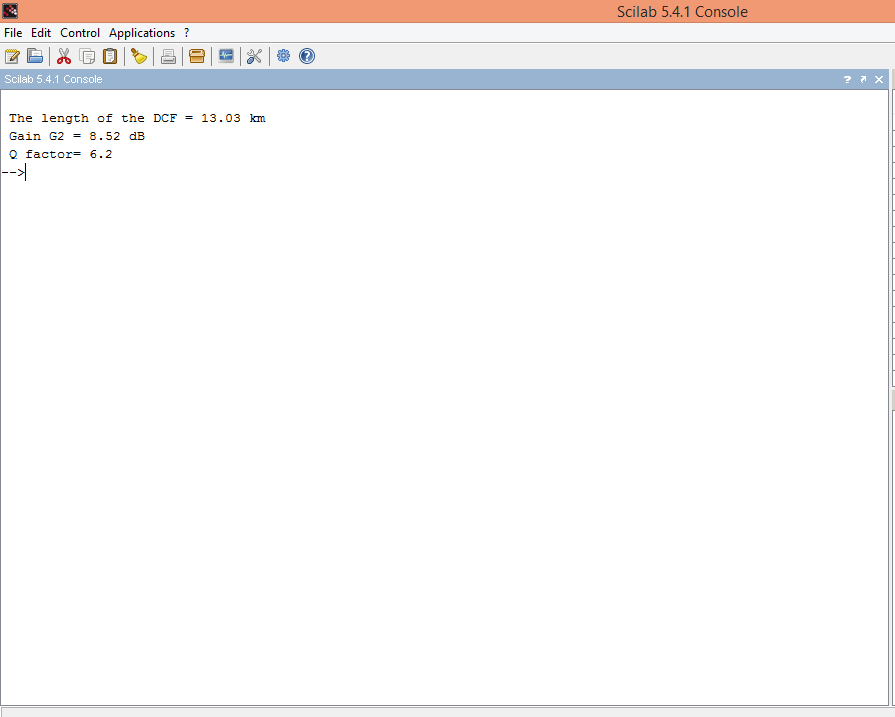 Scilab 5.4.1 Console
File Edit Control Applications ?
Scilab 5.4.1 Console
The length of the DCF = 13.03 km
Gain G2 = 8.52 dB
Q factor= 6.2
-->